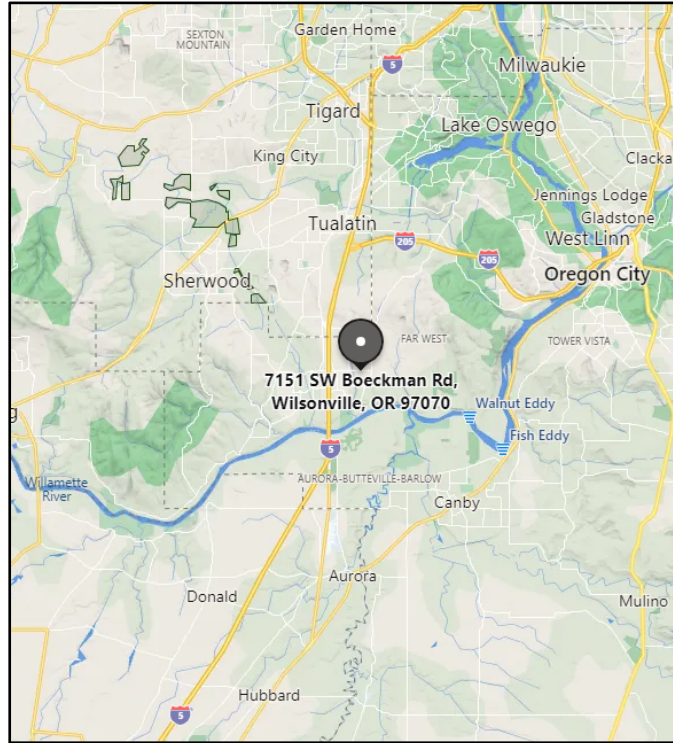 SEXTON
MOUNTAIN
Garden Home
5
Milwaukie
Tigard
Lake Oswego
King City
Clacka
Jennings Lodge
Gladstone
Tualatin
West Linn
205
205
Oregon City
Sherwood
FAR WEST
TOWER VISTA
7151 SW Boeckman Rd,
Wilsonville, OR 97070
Walnut Eddy
g
Fish Eddy
5
Willamette
River
AURORA-BUTTEVILLE-BARLOW
Canby
Aurora
Donald
Mulino
Hubbard
5